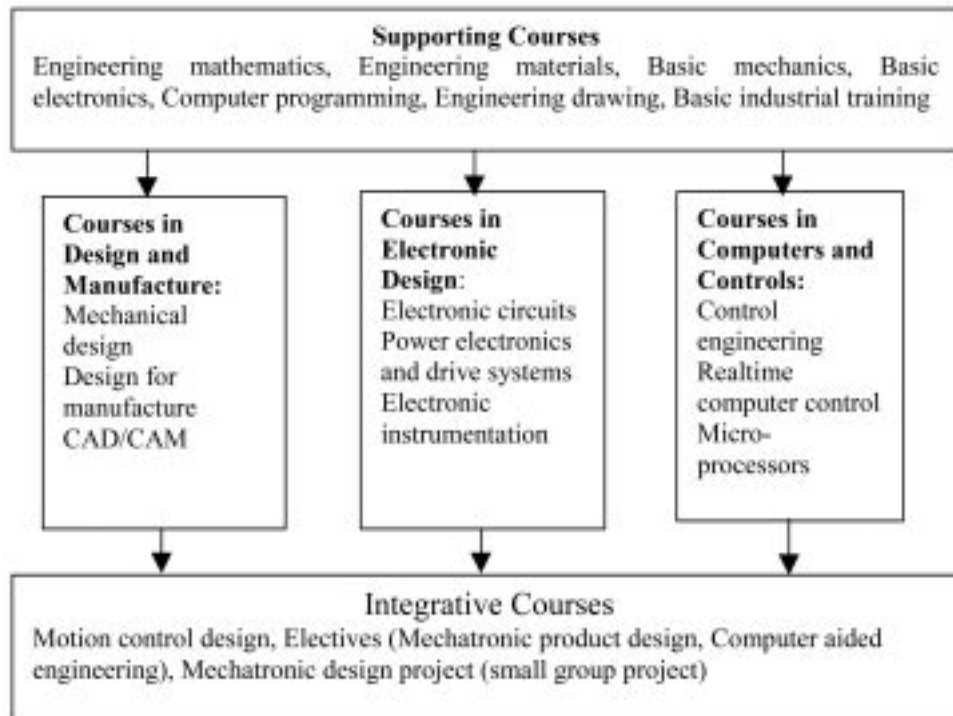 Supporting Courses
Engineering mathematics, Engineering materials, Basic mechanics, Basic
electronics, Computer programming, Engineering drawing, Basic industrial training
Courses in
Design and
Manufacture:
Mechanical
design
Design for
manufacture
CAD/CAM
Courses in
Electronic
Design:
Electronic circuits
Power electronics
and drive systems
Electronic
instrumentation
Courses in
Computers and
Controls:
Control
engineering
Realtime
computer control
Micro-
processors
Integrative Courses
Motion control design, Electives (Mechatronic product design, Computer aided
engineering), Mechatronic design project (small group project)